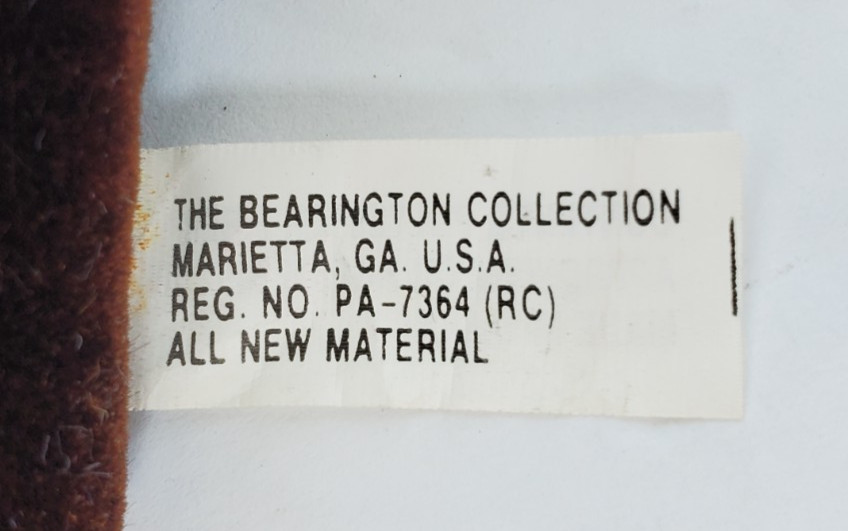 THE BEARINGTON COLLECTION
MARIETTA, GA. U.S.A.
REG. NO. PA-7364 (RC)
ALL NEW MATERIAL